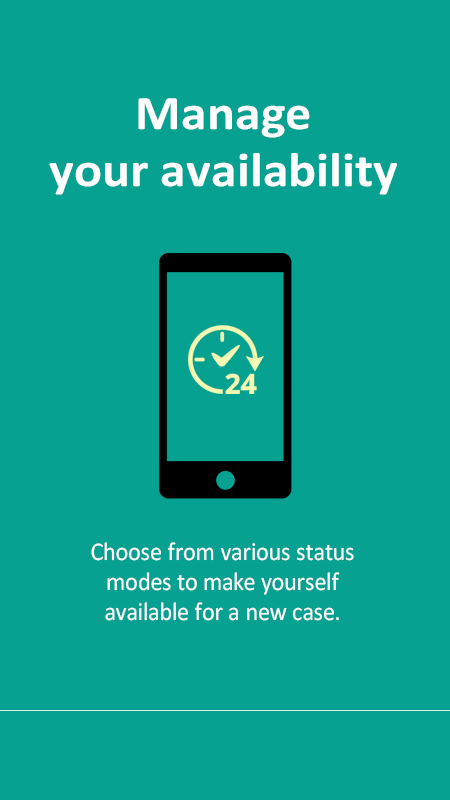 Manage
your availability
24
Choose from various status
modes to make yourself
available for a new case.